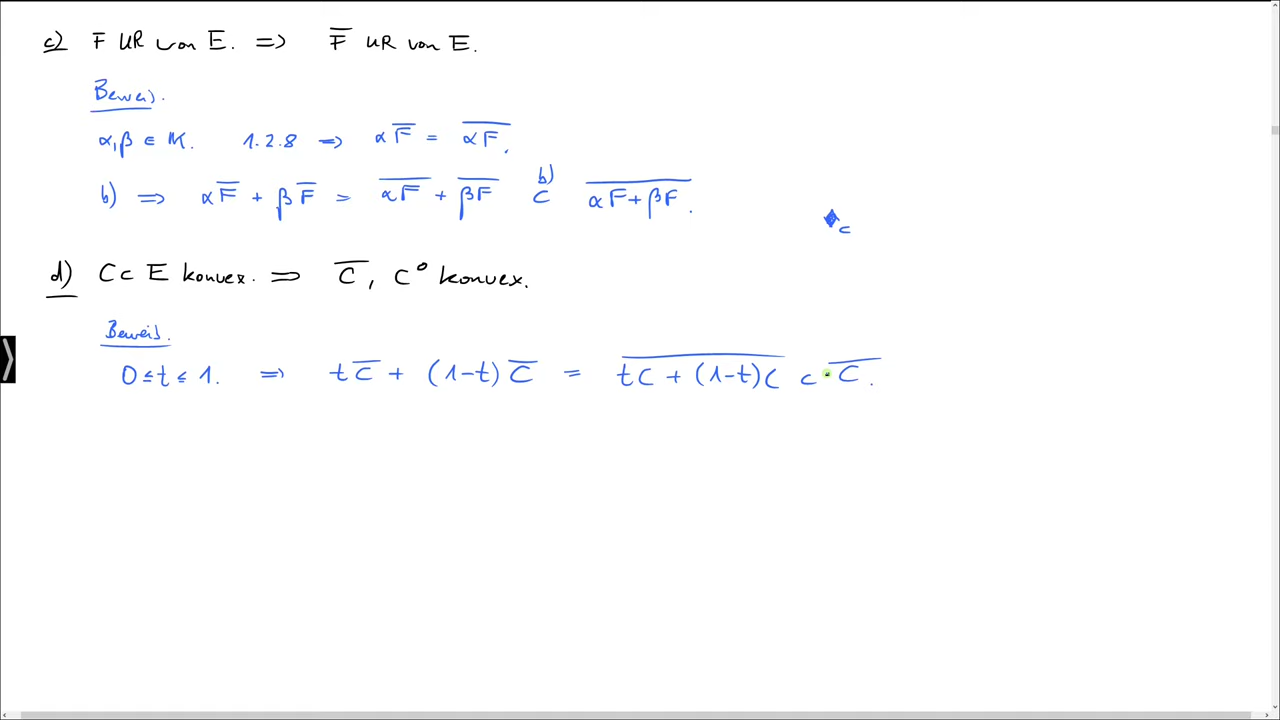 c) F UR von E. ⟹ F̅ UR von E.
Beweis.
α,β ∈ 𝕂. 1.2.8 ⟹ αF̅ = \overline{αF}.
b) ⟹ αF̅ + βF̅ = \overline{αF} + \overline{βF} \overset{b)}{⊂} \overline{αF+βF}.
◆c
d) C ⊂ E konvex. ⟹ C̅, C° konvex.
Beweis.
0 ≤ t ≤ 1. ⟹ tC̅ + (1-t)C̅ = \overline{tC + (1-t)C} ⊂ C̅.